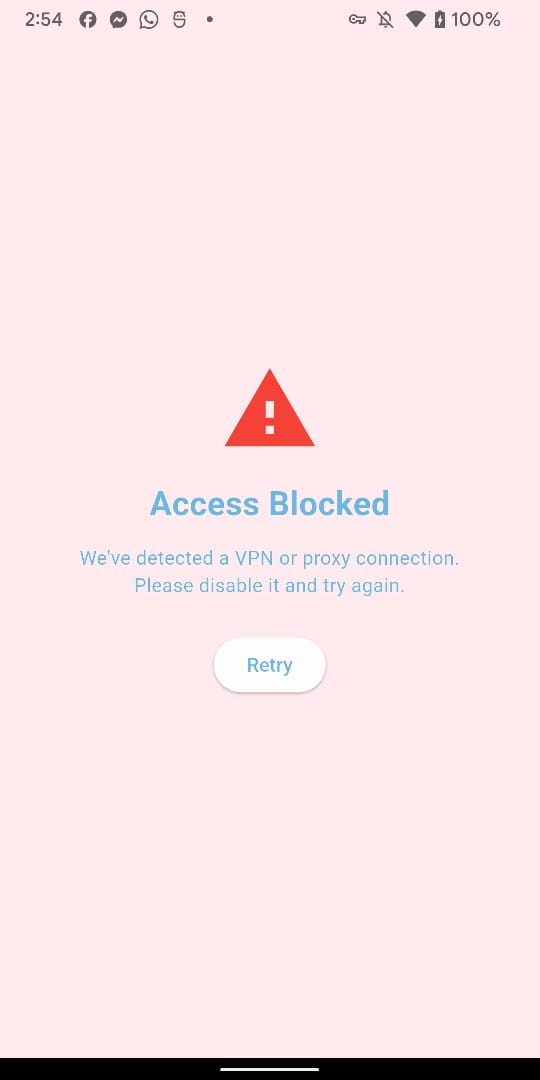 2:54
100%
Access Blocked
We've detected a VPN or proxy connection.
Please disable it and try again.
Retry